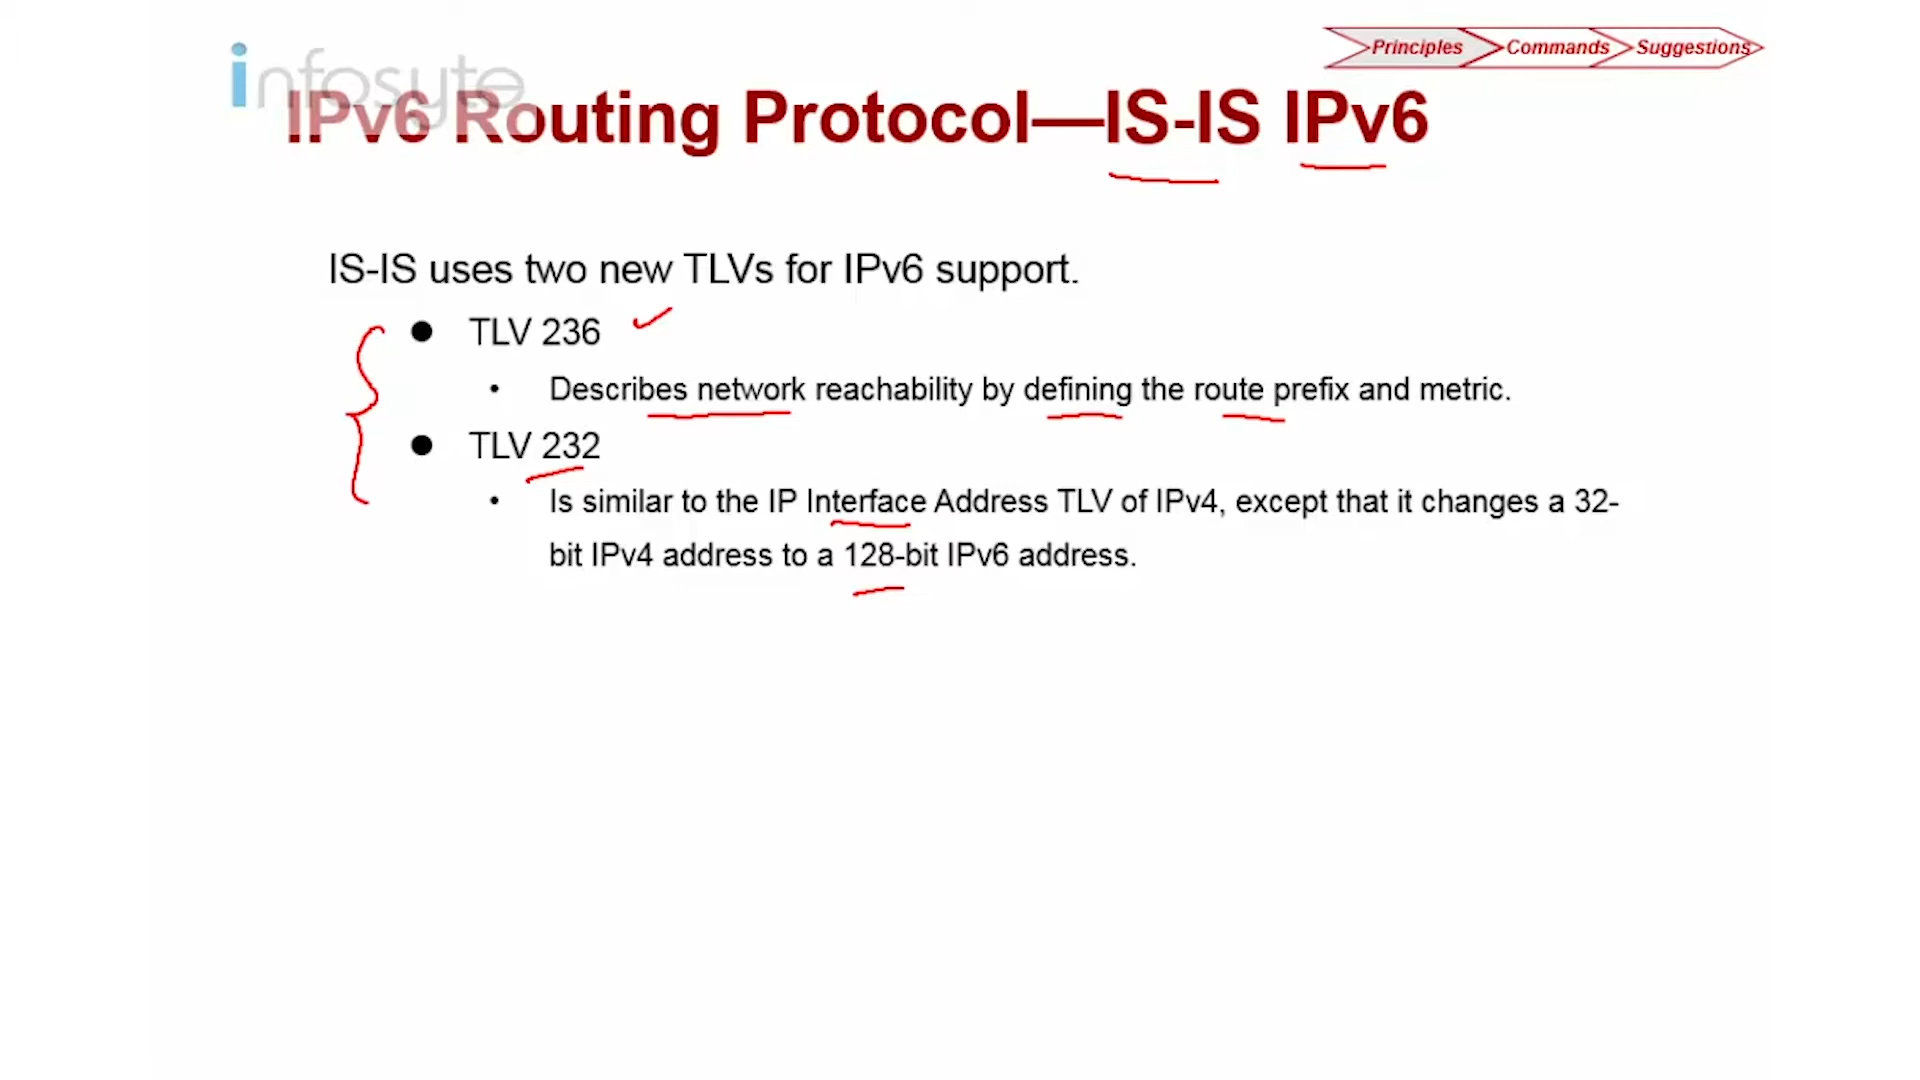 infosyte
Principles Commands Suggestions
IPv6 Routing Protocol—IS-IS IPv6
IS-IS uses two new TLVs for IPv6 support.
● TLV 236
• Describes network reachability by defining the route prefix and metric.
● TLV 232
• Is similar to the IP Interface Address TLV of IPv4, except that it changes a 32-
bit IPv4 address to a 128-bit IPv6 address.